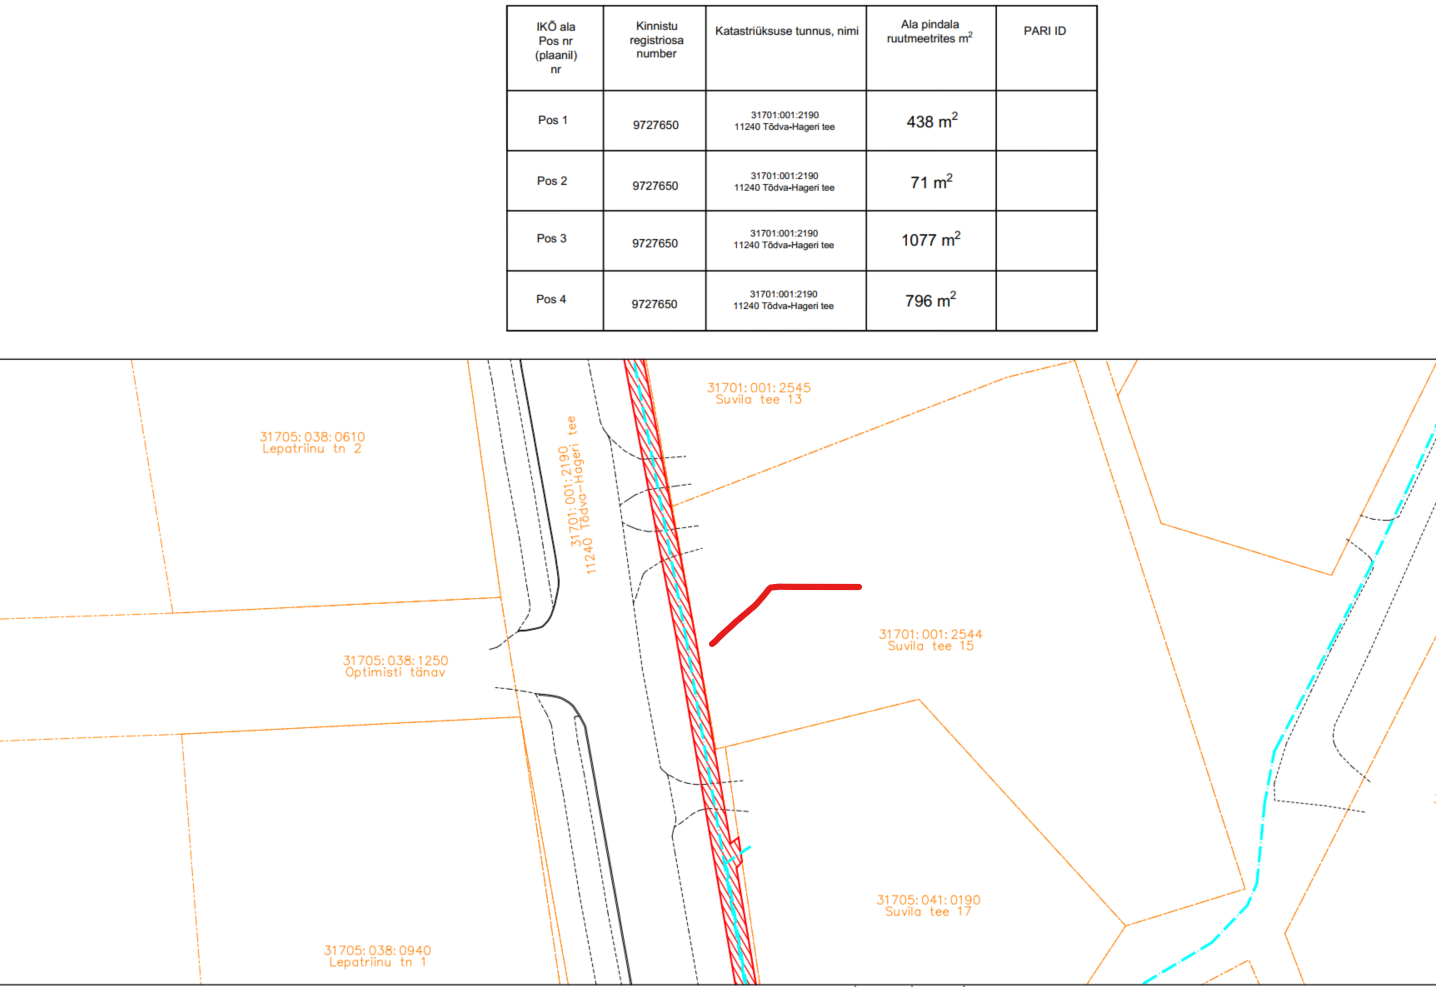 IKÕ ala
Pos nr
(plaanil)
nr
Kinnistu
registriosa
number
Katastriüksuse tunnus, nimi
Ala pindala
ruutmeetrites m²
PARI ID
Pos 1
9727650
31701:001:2190
11240 Tõdva-Hageri tee
438 m²
Pos 2
9727650
31701:001:2190
11240 Tõdva-Hageri tee
71 m²
Pos 3
9727650
31701:001:2190
11240 Tõdva-Hageri tee
1077 m²
Pos 4
9727650
31701:001:2190
11240 Tõdva-Hageri tee
796 m²
31701:001:2545
Suvila tee 13
31705:038:0610
Lepatriinu tn 2
31701:001:2190
11240 Tõdva-Hageri tee
31701:001:2544
Suvila tee 15
31705:038:1250
Optimisti tänav
31705:041:0190
Suvila tee 17
31705:038:0940
Lepatriinu tn 1